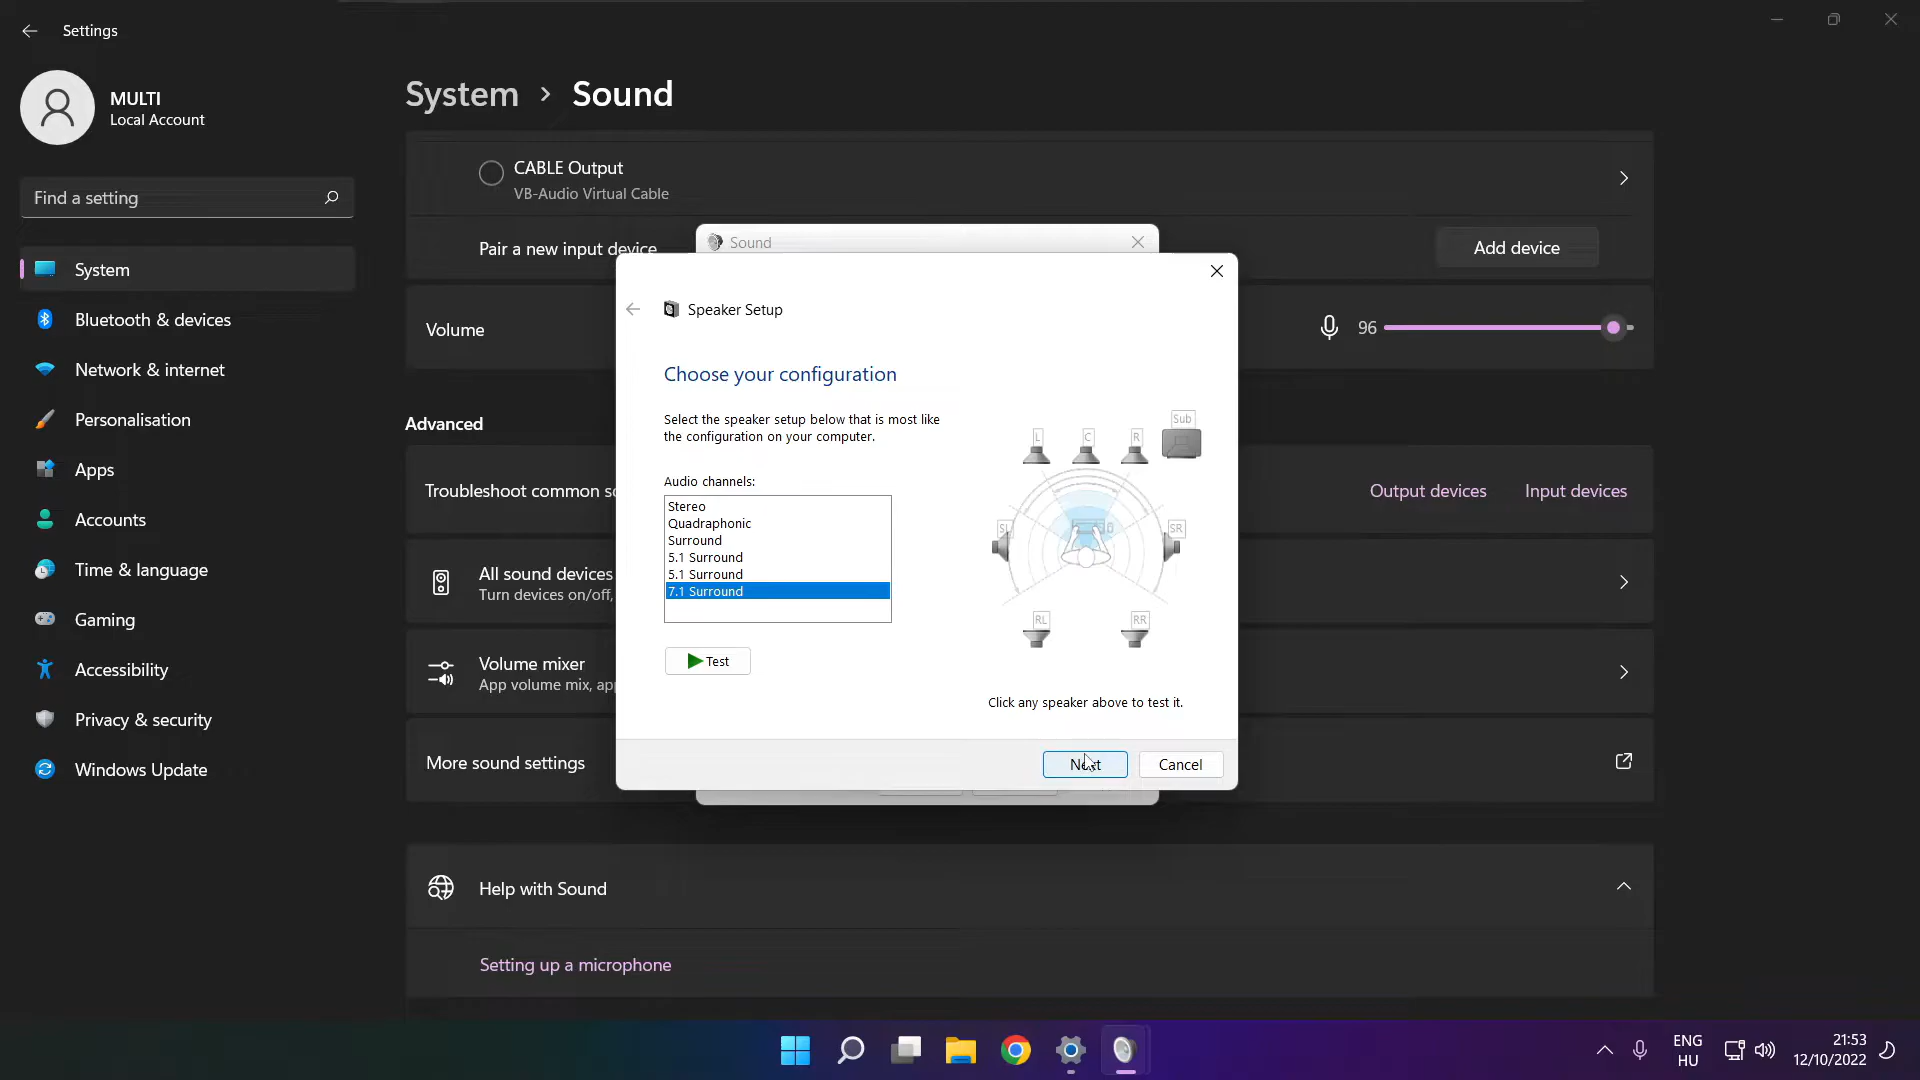 Settings
MULTI
Local Account
Find a setting
System
Bluetooth & devices
Network & internet
Personalisation
Apps
Accounts
Time & language
Gaming
Accessibility
Privacy & security
Windows Update
System > Sound
CABLE Output
VB-Audio Virtual Cable
Pair a new input device
Add device
Volume
96
Advanced
Troubleshoot common
Output devices
Input devices
All sound devices
Turn devices on/off,
Volume mixer
App volume mix,
More sound settings
Help with Sound
Setting up a microphone
Sound
Speaker Setup
Choose your configuration
Select the speaker setup below that is most like
the configuration on your computer.
Audio channels:
Stereo
Quadraphonic
Surround
5.1 Surround
5.1 Surround
7.1 Surround
Test
L
C
R
Sub
SL
SR
RL
RR
Click any speaker above to test it.
Next
Cancel
ENG
HU
21:53
12/10/2022